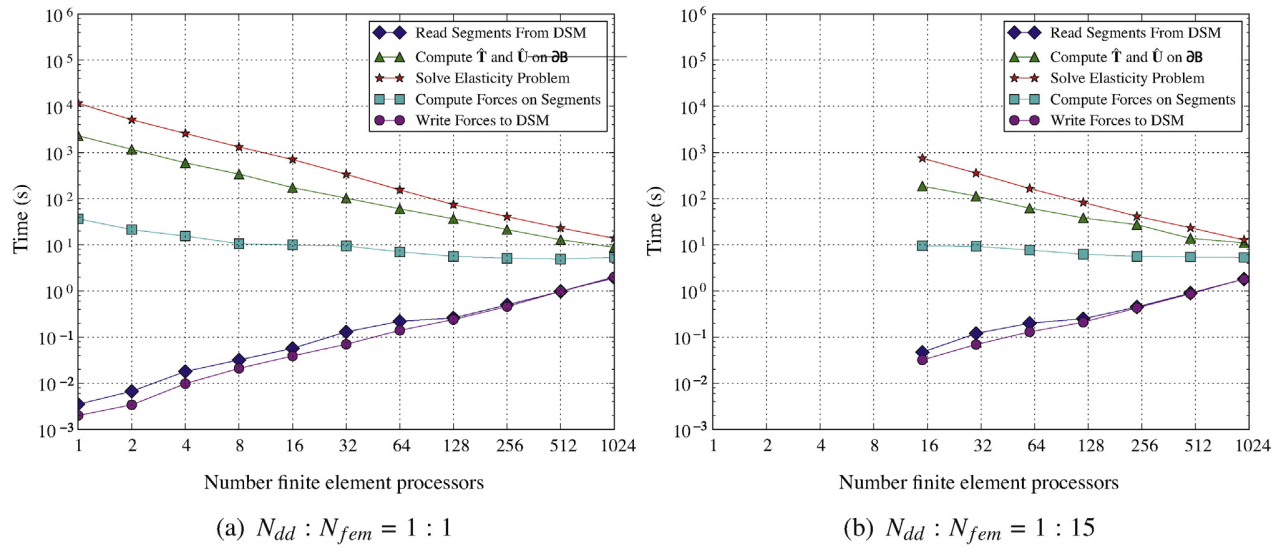 10^6
10^5
10^4
10^3
10^2
10^1
10^0
10^−1
10^−2
10^−3
Time (s)
Read Segments From DSM
Compute T̂ and Û on ∂B
Solve Elasticity Problem
Compute Forces on Segments
Write Forces to DSM
1 2 4 8 16 32 64 128 256 512 1024
Number finite element processors
(a) N_dd : N_fem = 1 : 1
10^6
10^5
10^4
10^3
10^2
10^1
10^0
10^−1
10^−2
10^−3
Time (s)
Read Segments From DSM
Compute T̂ and Û on ∂B
Solve Elasticity Problem
Compute Forces on Segments
Write Forces to DSM
1 2 4 8 16 32 64 128 256 512 1024
Number finite element processors
(b) N_dd : N_fem = 1 : 15